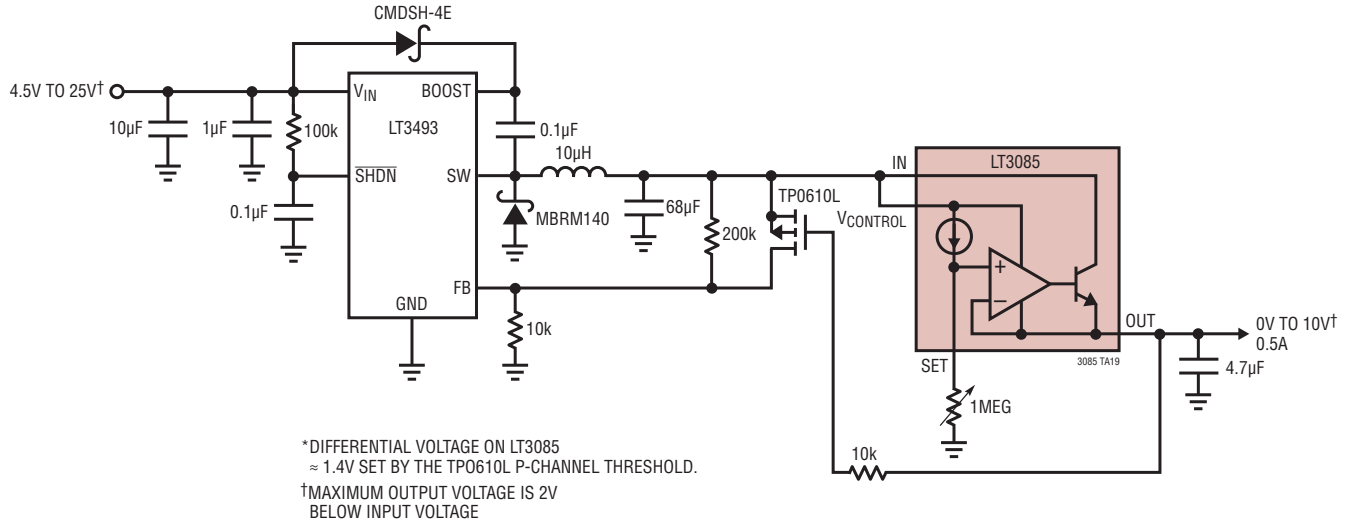 CMDSH-4E
4.5V TO 25V†
VIN
BOOST
LT3493
10µF
1µF
100k
0.1µF
10µH
SHDN
SW
0.1µF
MBRM140
68µF
200k
TP0610L
FB
GND
10k
IN
LT3085
VCONTROL
+
–
OUT
0V TO 10V†
0.5A
3085 TA19
SET
4.7µF
1MEG
10k
*DIFFERENTIAL VOLTAGE ON LT3085
≈ 1.4V SET BY THE TP0610L P-CHANNEL THRESHOLD.
†MAXIMUM OUTPUT VOLTAGE IS 2V
BELOW INPUT VOLTAGE